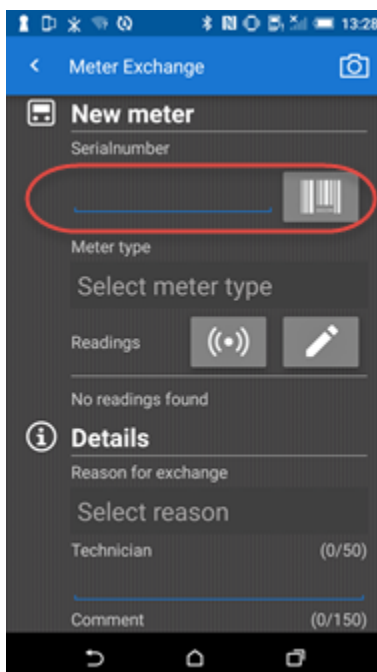 13:28
Meter Exchange
New meter
Serialnumber
Meter type
Select meter type
Readings
No readings found
Details
Reason for exchange
Select reason
Technician (0/50)
Comment (0/150)